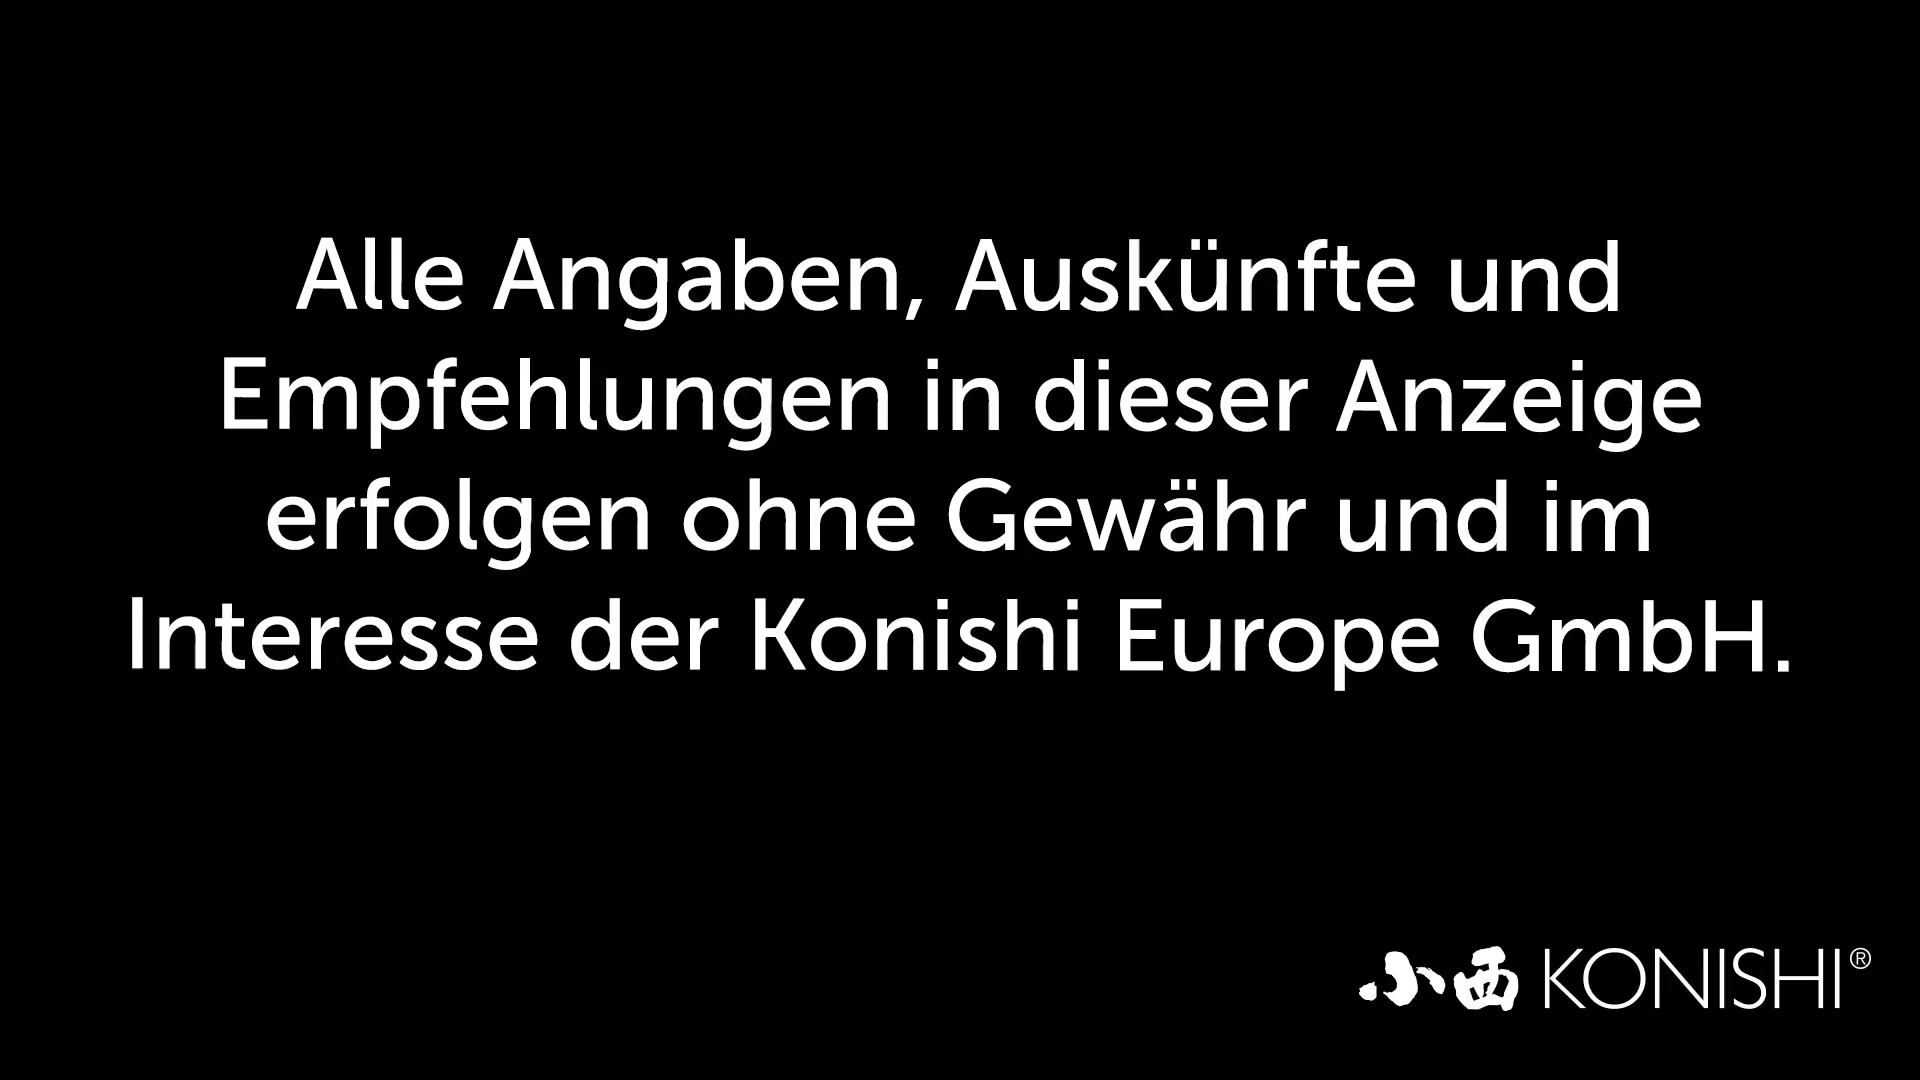 Alle Angaben, Auskünfte und
Empfehlungen in dieser Anzeige
erfolgen ohne Gewähr und im
Interesse der Konishi Europe GmbH.
小西 KONISHI®